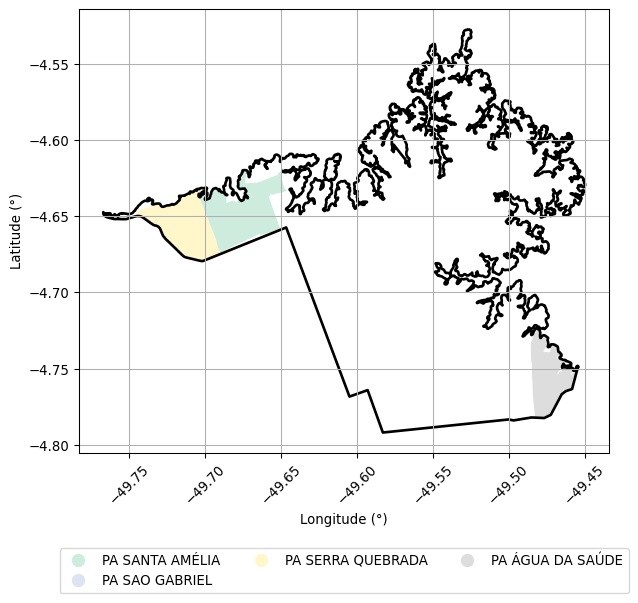 −4.55
−4.60
−4.65
−4.70
−4.75
−4.80
Latitude (°)
−49.75 −49.70 −49.65 −49.60 −49.55 −49.50 −49.45
Longitude (°)
PA SANTA AMÉLIA PA SERRA QUEBRADA PA ÁGUA DA SAÚDE
PA SAO GABRIEL